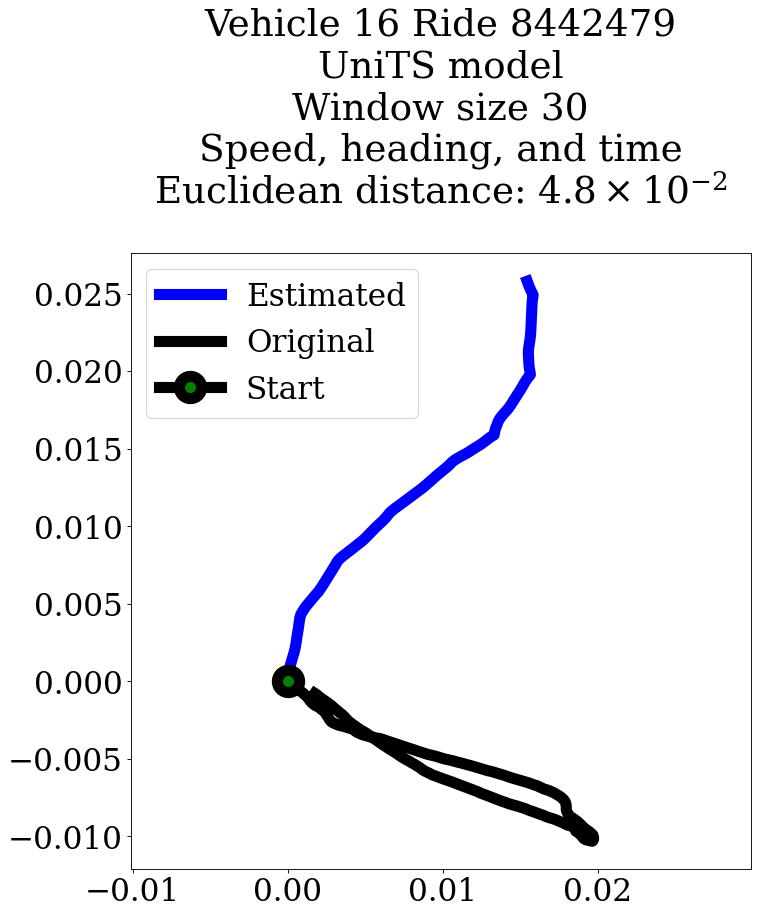 Vehicle 16 Ride 8442479
UniTS model
Window size 30
Speed, heading, and time
Euclidean distance: 4.8 × 10⁻²
Estimated
Original
Start
0.025
0.020
0.015
0.010
0.005
0.000
−0.005
−0.010
−0.01 0.00 0.01 0.02